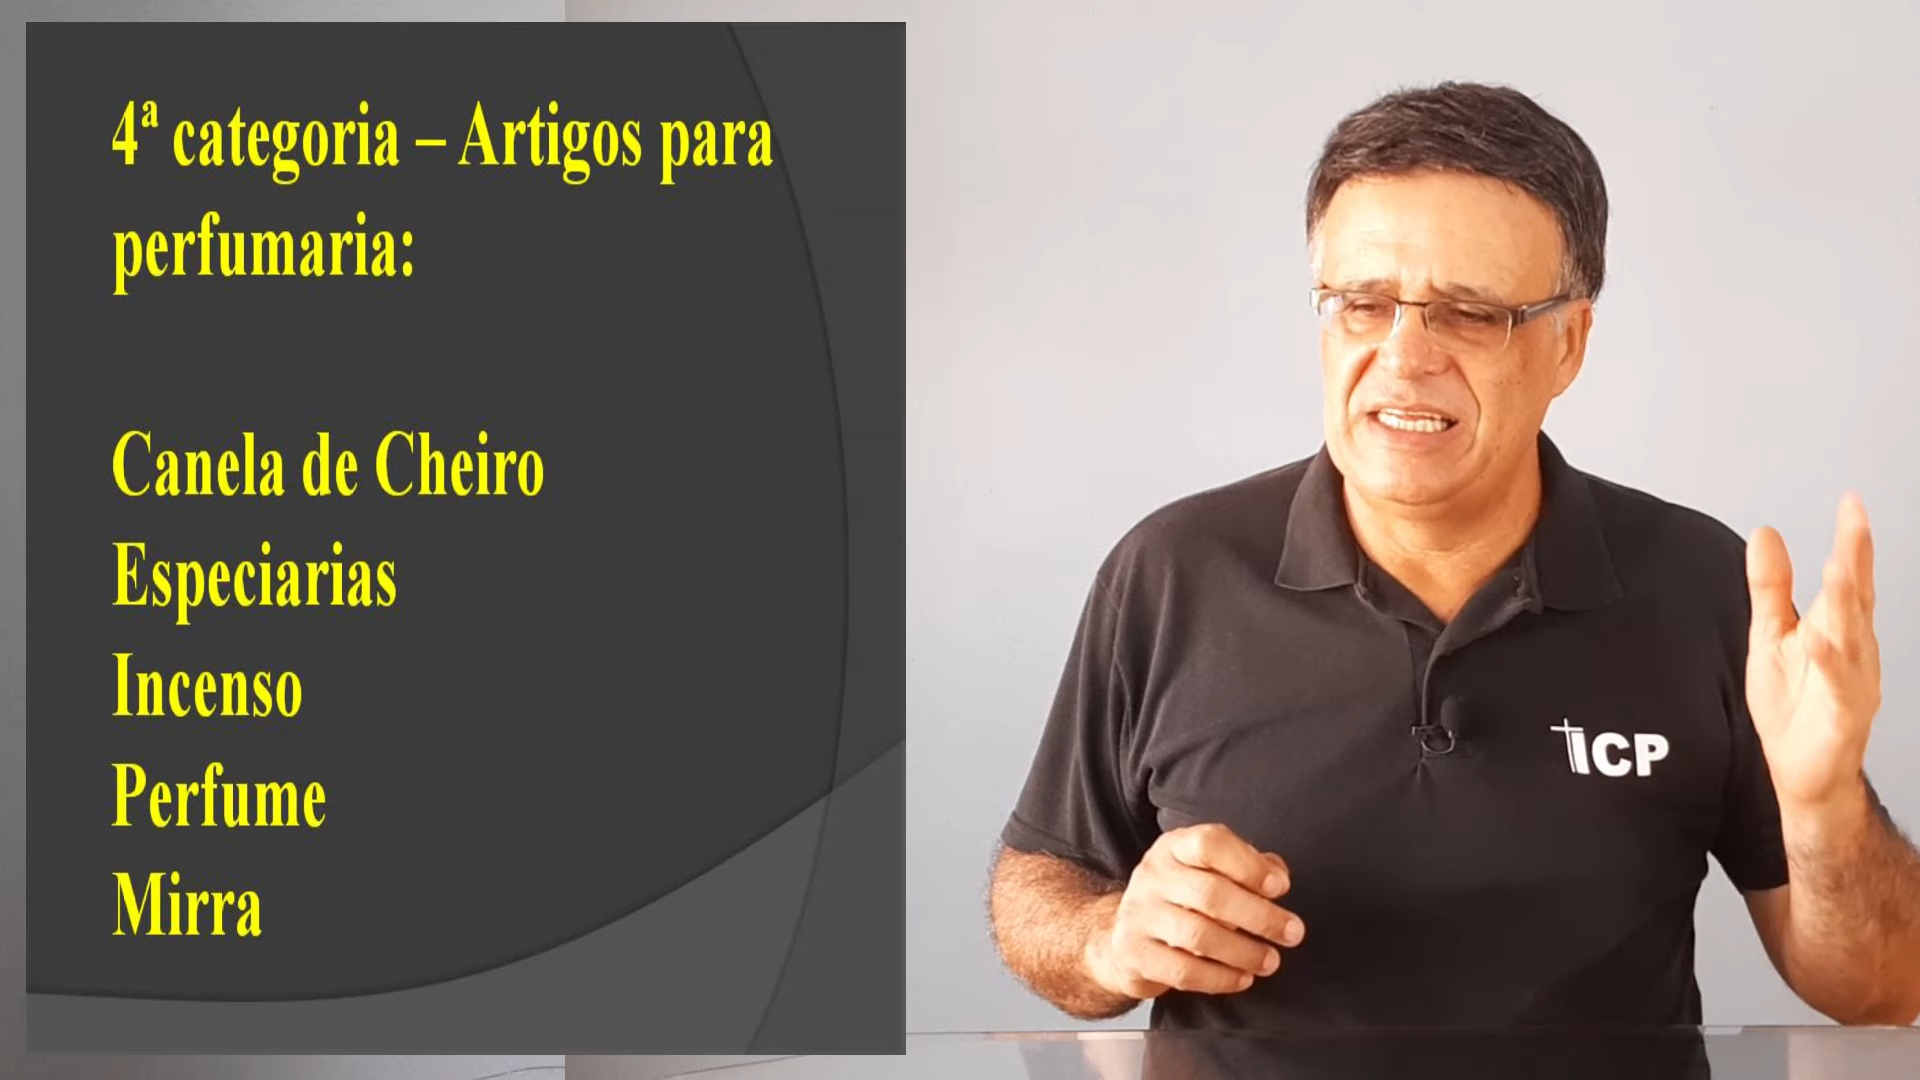 4ª categoria – Artigos para
perfumaria:
Canela de Cheiro
Especiarias
Incenso
Perfume
Mirra
ICP